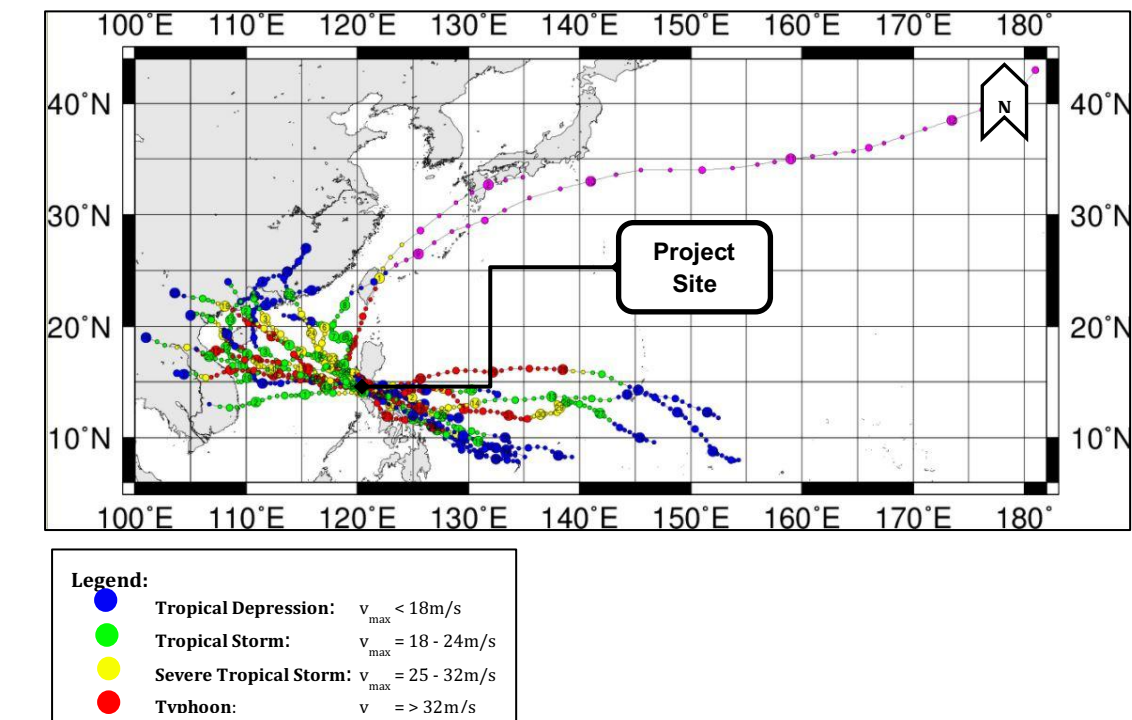 100°E 110°E 120°E 130°E 140°E 150°E 160°E 170°E 180°
40°N 40°N
N
30°N 30°N
Project
Site
20°N 20°N
10°N 10°N
100°E 110°E 120°E 130°E 140°E 150°E 160°E 170°E 180°
Legend:
Tropical Depression: vmax < 18m/s
Tropical Storm: vmax = 18 - 24m/s
Severe Tropical Storm: vmax = 25 - 32m/s
Typhoon: v = > 32m/s